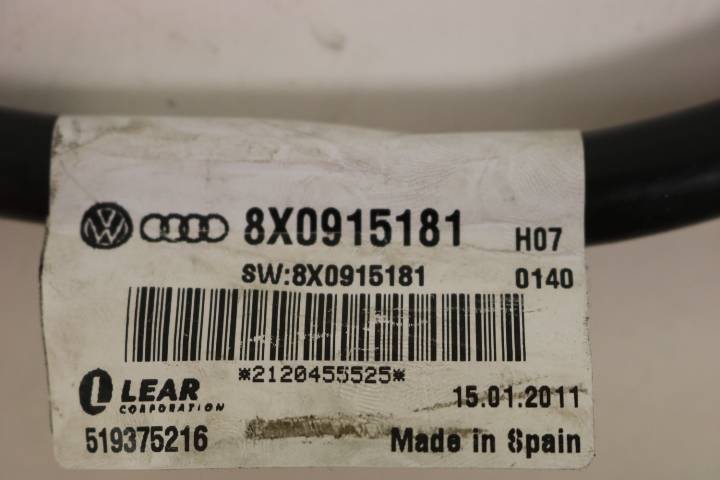 8X0915181 H07
SW:8X0915181 0140
*2120455525*
LEAR
CORPORATION
15.01.2011
519375216
Made in Spain